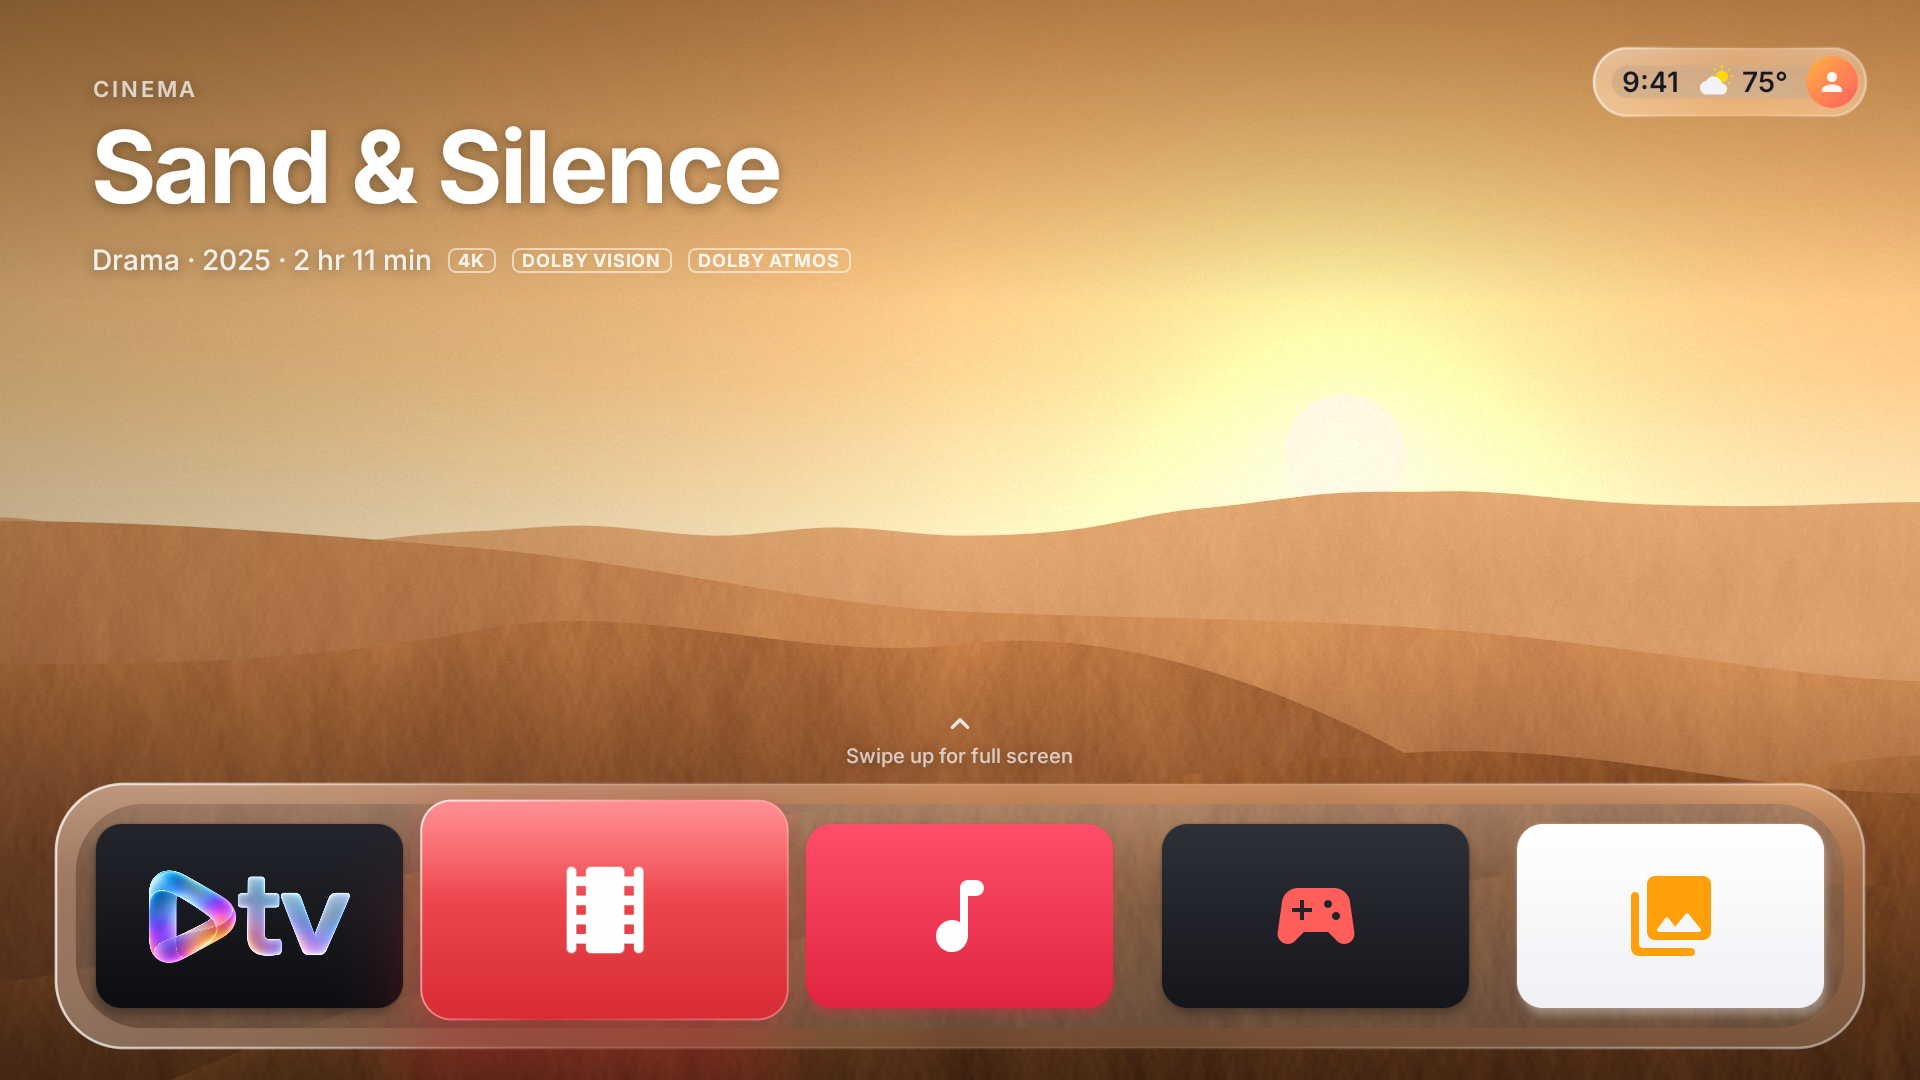 CINEMA
9:41 75°
Sand & Silence
Drama · 2025 · 2 hr 11 min 4K DOLBY VISION DOLBY ATMOS
Swipe up for full screen
tv